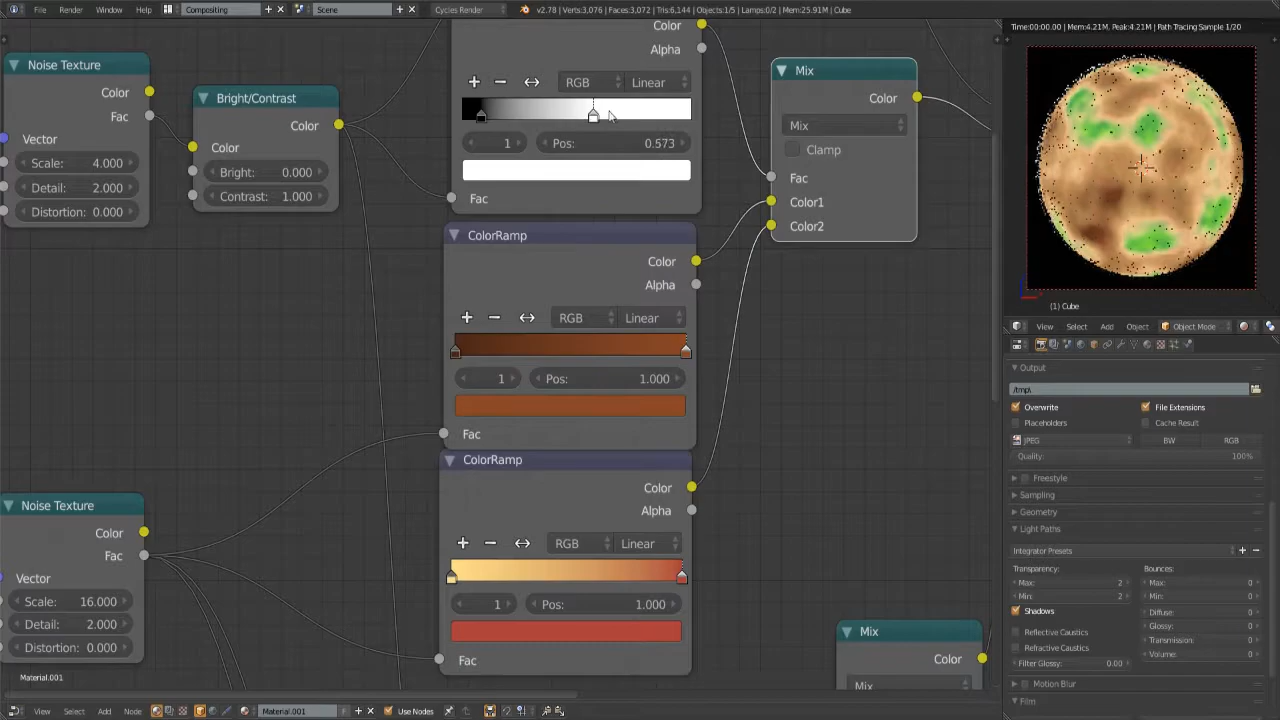 File Render Window Help Compositing Scene Cycles Render v2.78 | Verts:3,076 | Faces:3,072 | Tris:6,144 | Objects:1/5 | Lamps:0/2 | Mem:25.91M | Cube
Time:00:00.00 | Mem:4.21M, Peak:4.21M | Path Tracing Sample 1/20
Noise Texture
Color
Fac
Vector
Scale: 4.000
Detail: 2.000
Distortion: 0.000
Bright/Contrast
Color
Color
Bright: 0.000
Contrast: 1.000
Color
Alpha
RGB Linear
1 Pos: 0.573
Fac
Mix
Color
Mix
Clamp
Fac
Color1
Color2
ColorRamp
Color
Alpha
RGB Linear
1 Pos: 1.000
Fac
ColorRamp
Color
Alpha
RGB Linear
1 Pos: 1.000
Fac
Noise Texture
Color
Fac
Vector
Scale: 16.000
Detail: 2.000
Distortion: 0.000
Mix
Color
Mix
Material.001
View Select Add Node Material.001 F Use Nodes
(1) Cube
View Select Add Object Object Mode
Output
/tmp\
Overwrite File Extensions
Placeholders Cache Result
JPEG BW RGB
Quality: 100%
Freestyle
Sampling
Geometry
Light Paths
Integrator Presets
Transparency: Bounces:
Max: 2 Max: 0
Min: 2 Min: 0
Shadows Diffuse: 0
Glossy: 0
Reflective Caustics Transmission: 0
Refractive Caustics Volume: 0
Filter Glossy: 0.00
Motion Blur
Film